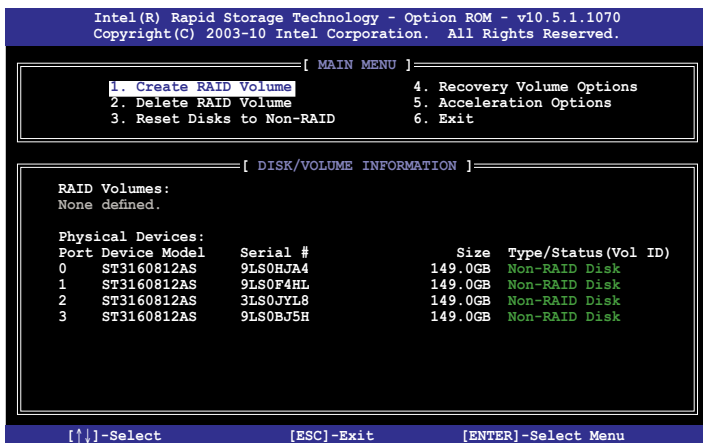 Intel(R) Rapid Storage Technology - Option ROM - v10.5.1.1070
Copyright(C) 2003-10 Intel Corporation. All Rights Reserved.
[ MAIN MENU ]
1. Create RAID Volume 4. Recovery Volume Options
2. Delete RAID Volume 5. Acceleration Options
3. Reset Disks to Non-RAID 6. Exit
[ DISK/VOLUME INFORMATION ]
RAID Volumes:
None defined.
Physical Devices:
Port Device Model Serial # Size Type/Status(Vol ID)
0 ST3160812AS 9LS0HJA4 149.0GB Non-RAID Disk
1 ST3160812AS 9LS0F4HL 149.0GB Non-RAID Disk
2 ST3160812AS 3LS0JYL8 149.0GB Non-RAID Disk
3 ST3160812AS 9LS0BJ5H 149.0GB Non-RAID Disk
[↑↓]-Select [ESC]-Exit [ENTER]-Select Menu